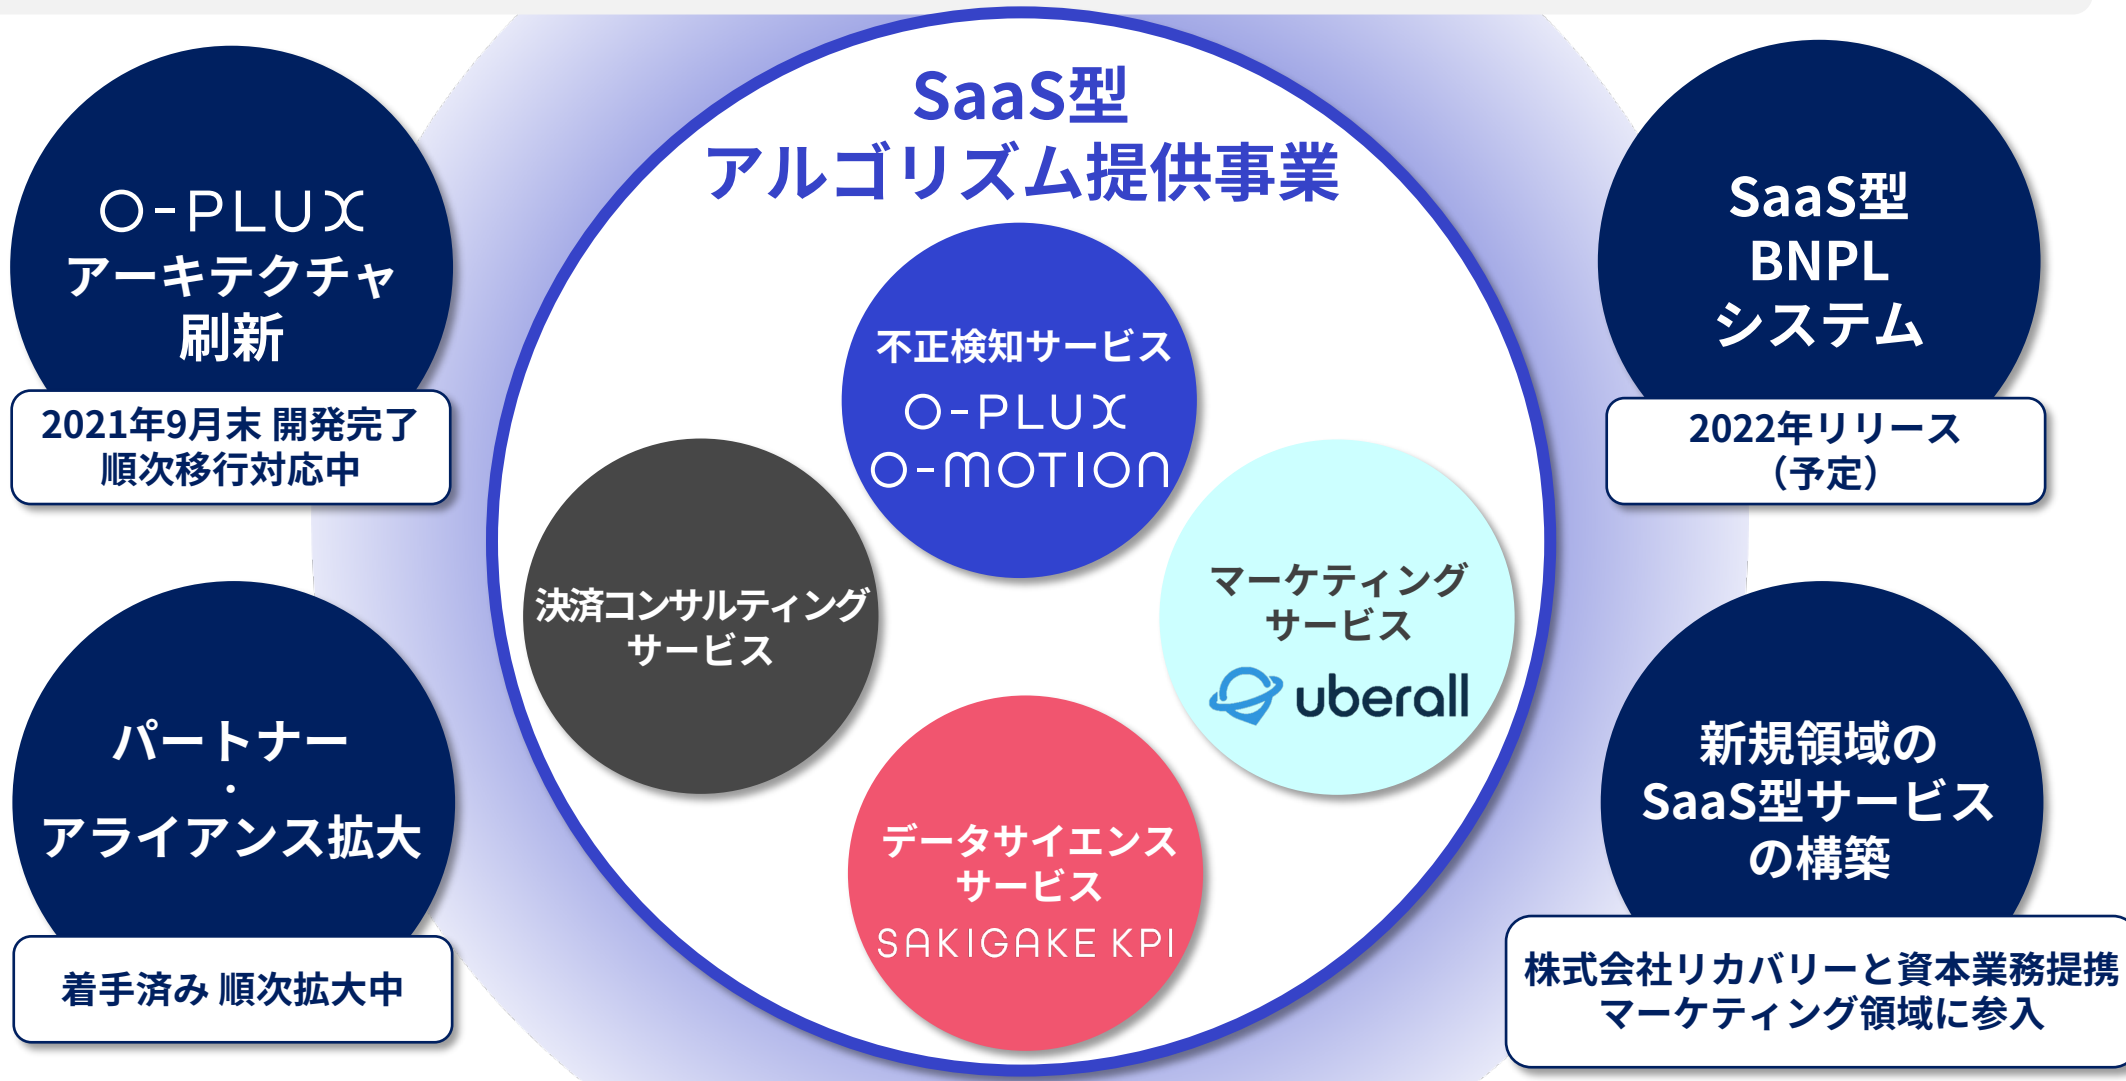 SaaS型
アルゴリズム提供事業
O-PLUX
アーキテクチャ
刷新
2021年9月末 開発完了
順次移行対応中
SaaS型
BNPL
システム
2022年リリース
（予定）
不正検知サービス
O-PLUX
O-MOTION
決済コンサルティング
サービス
マーケティング
サービス
uberall
データサイエンス
サービス
SAKIGAKE KPI
パートナー
・
アライアンス拡大
着手済み 順次拡大中
新規領域の
SaaS型サービス
の構築
株式会社リカバリーと資本業務提携
マーケティング領域に参入